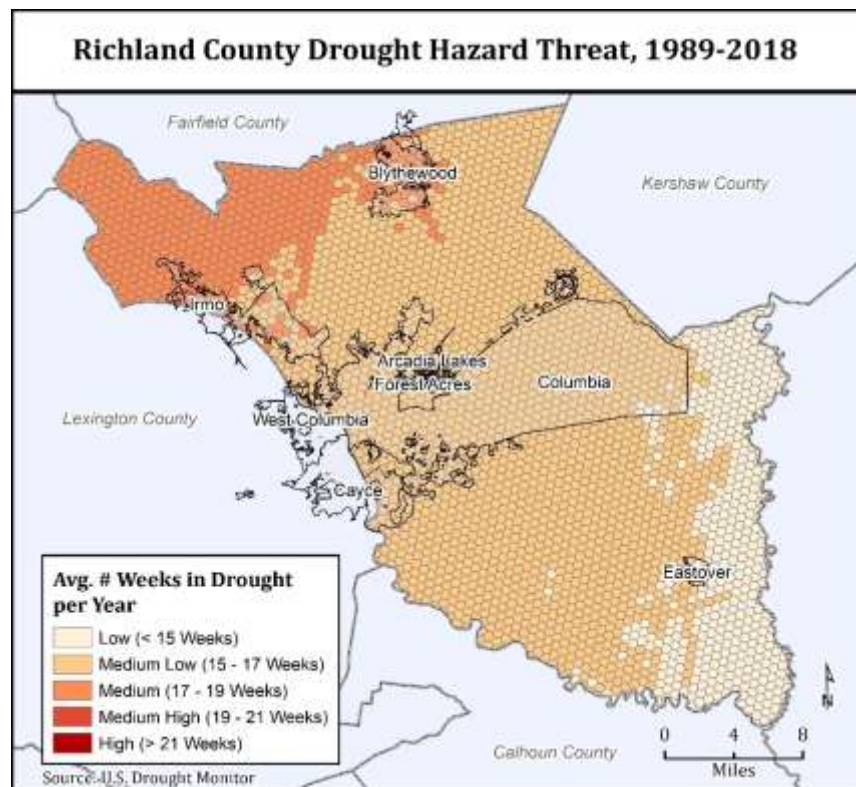 Richland County Drought Hazard Threat, 1989-2018
Fairfield County
Blythewood
Kershaw County
Irmo
Arcadia Lakes
Forest Acres
Columbia
Lexington County
West Columbia
Cayce
Eastover
Avg. # Weeks in Drought
per Year
Low (< 15 Weeks)
Medium Low (15 - 17 Weeks)
Medium (17 - 19 Weeks)
Medium High (19 - 21 Weeks)
High (> 21 Weeks)
Source: U.S. Drought Monitor
Calhoun County
N
0 4 8
Miles